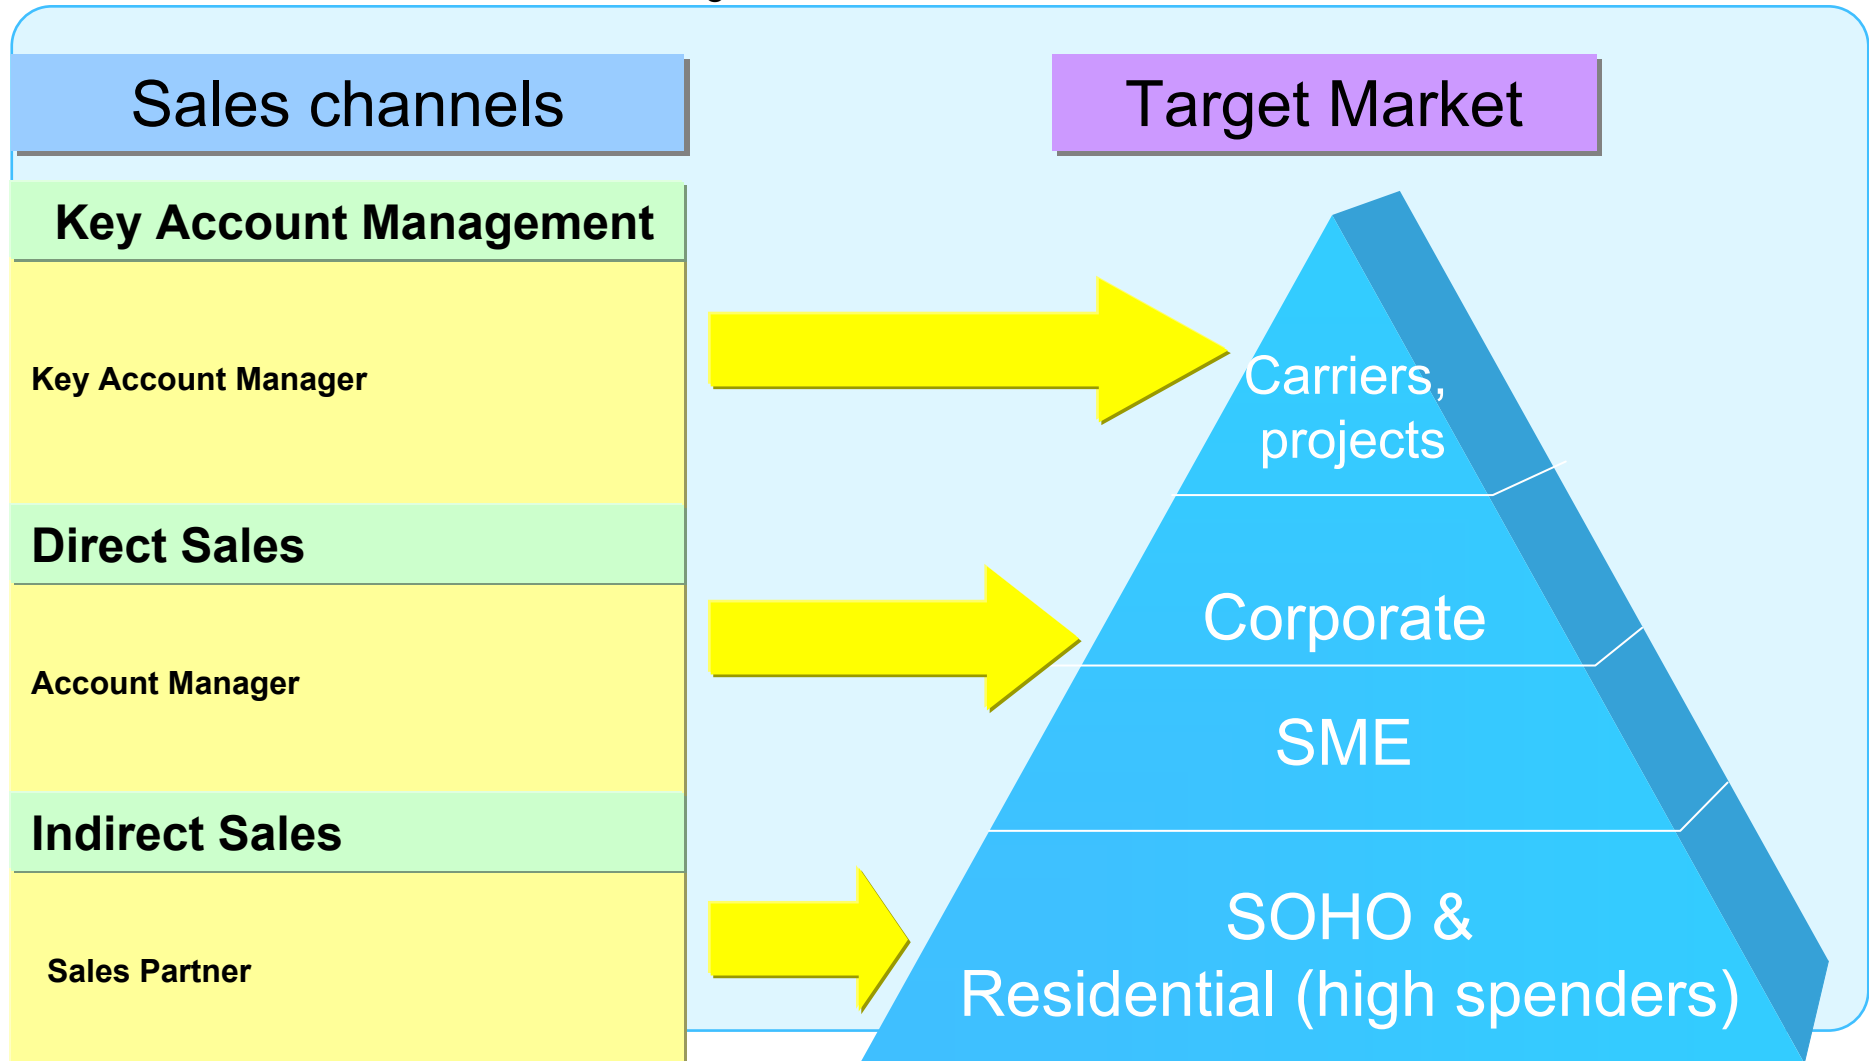 Sales channels
Target Market
Key Account Management
Key Account Manager
Direct Sales
Account Manager
Indirect Sales
Sales Partner
Carriers,
projects
Corporate
SME
SOHO &
Residential (high spenders)